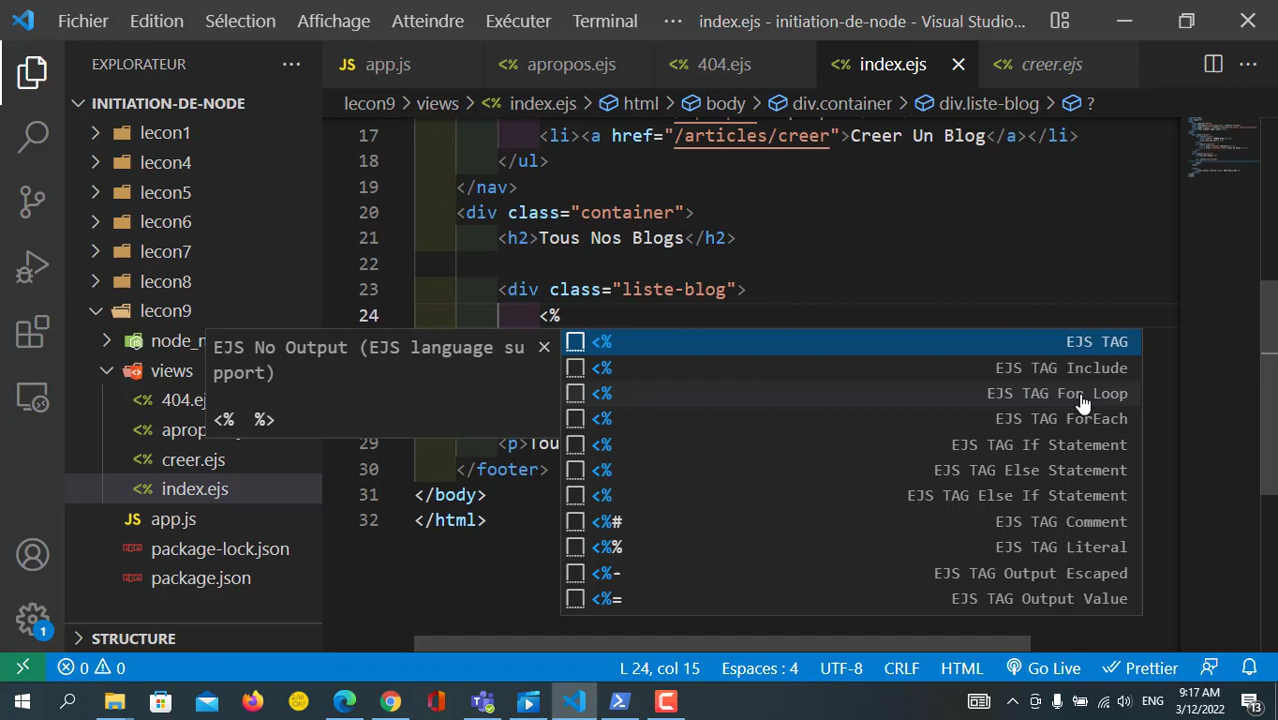 Fichier Edition Sélection Affichage Atteindre Exécuter Terminal ··· index.ejs - initiation-de-node - Visual Studio...
EXPLORATEUR ···
JS app.js <% apropos.ejs <% 404.ejs <% index.ejs <% creer.ejs ···
INITIATION-DE-NODE
lecon9 > views > <% index.ejs > html > body > div.container > div.liste-blog > ?
lecon1
lecon4
lecon5
lecon6
lecon7
lecon8
lecon9
node_m
views
<% 404.ej
<% aprop
<% creer.ejs
<% index.ejs
JS app.js
package-lock.json
package.json
STRUCTURE
17 <li><a href="/articles/creer">Creer Un Blog</a></li>
18 </ul>
19 </nav>
20 <div class="container">
21 <h2>Tous Nos Blogs</h2>
22
23 <div class="liste-blog">
24 <%
29 <p>Tou
30 </footer>
31 </body>
32 </html>
EJS No Output (EJS language su
pport)
<% %>
<% EJS TAG
<% EJS TAG Include
<% EJS TAG For Loop
<% EJS TAG ForEach
<% EJS TAG If Statement
<% EJS TAG Else Statement
<% EJS TAG Else If Statement
<%# EJS TAG Comment
<%% EJS TAG Literal
<%- EJS TAG Output Escaped
<%= EJS TAG Output Value
1
0 0 L 24, col 15 Espaces : 4 UTF-8 CRLF HTML Go Live Prettier
ENG 9:17 AM
3/12/2022 13